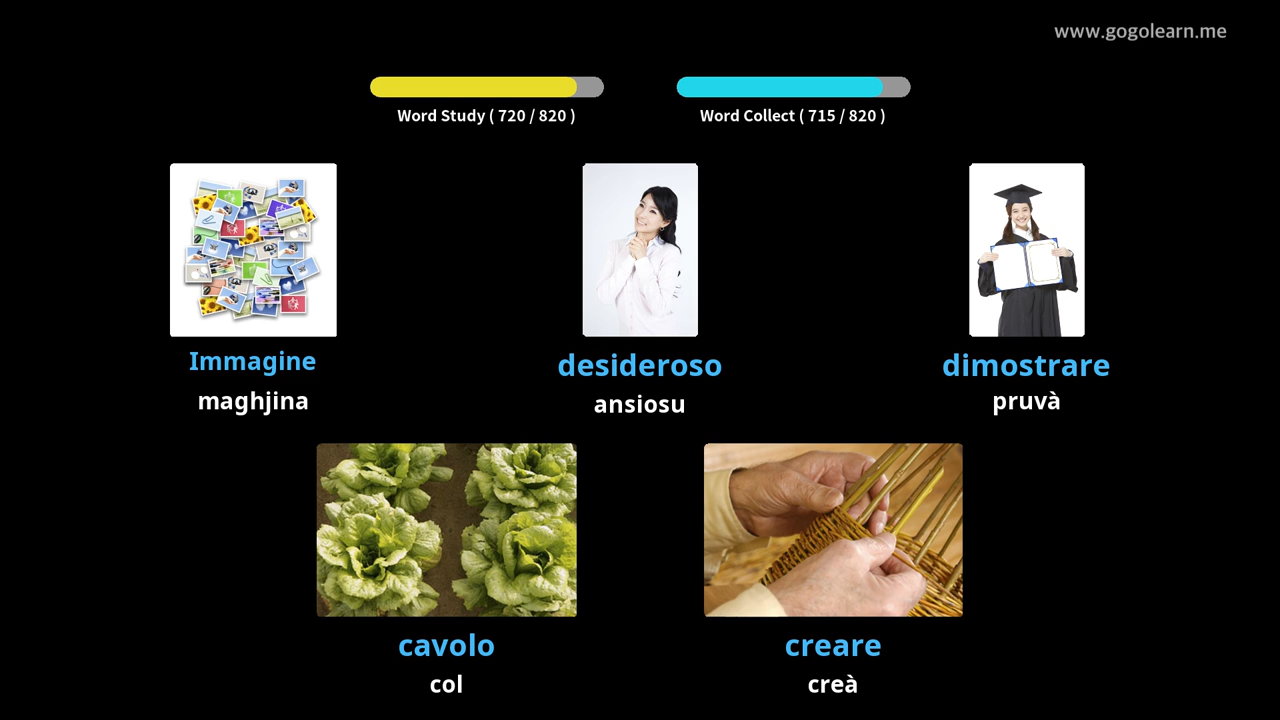 www.gogolearn.me
Word Study ( 720 / 820 )
Word Collect ( 715 / 820 )
Immagine
maghjina
desideroso
ansiosu
dimostrare
pruvà
cavolo
col
creare
creà